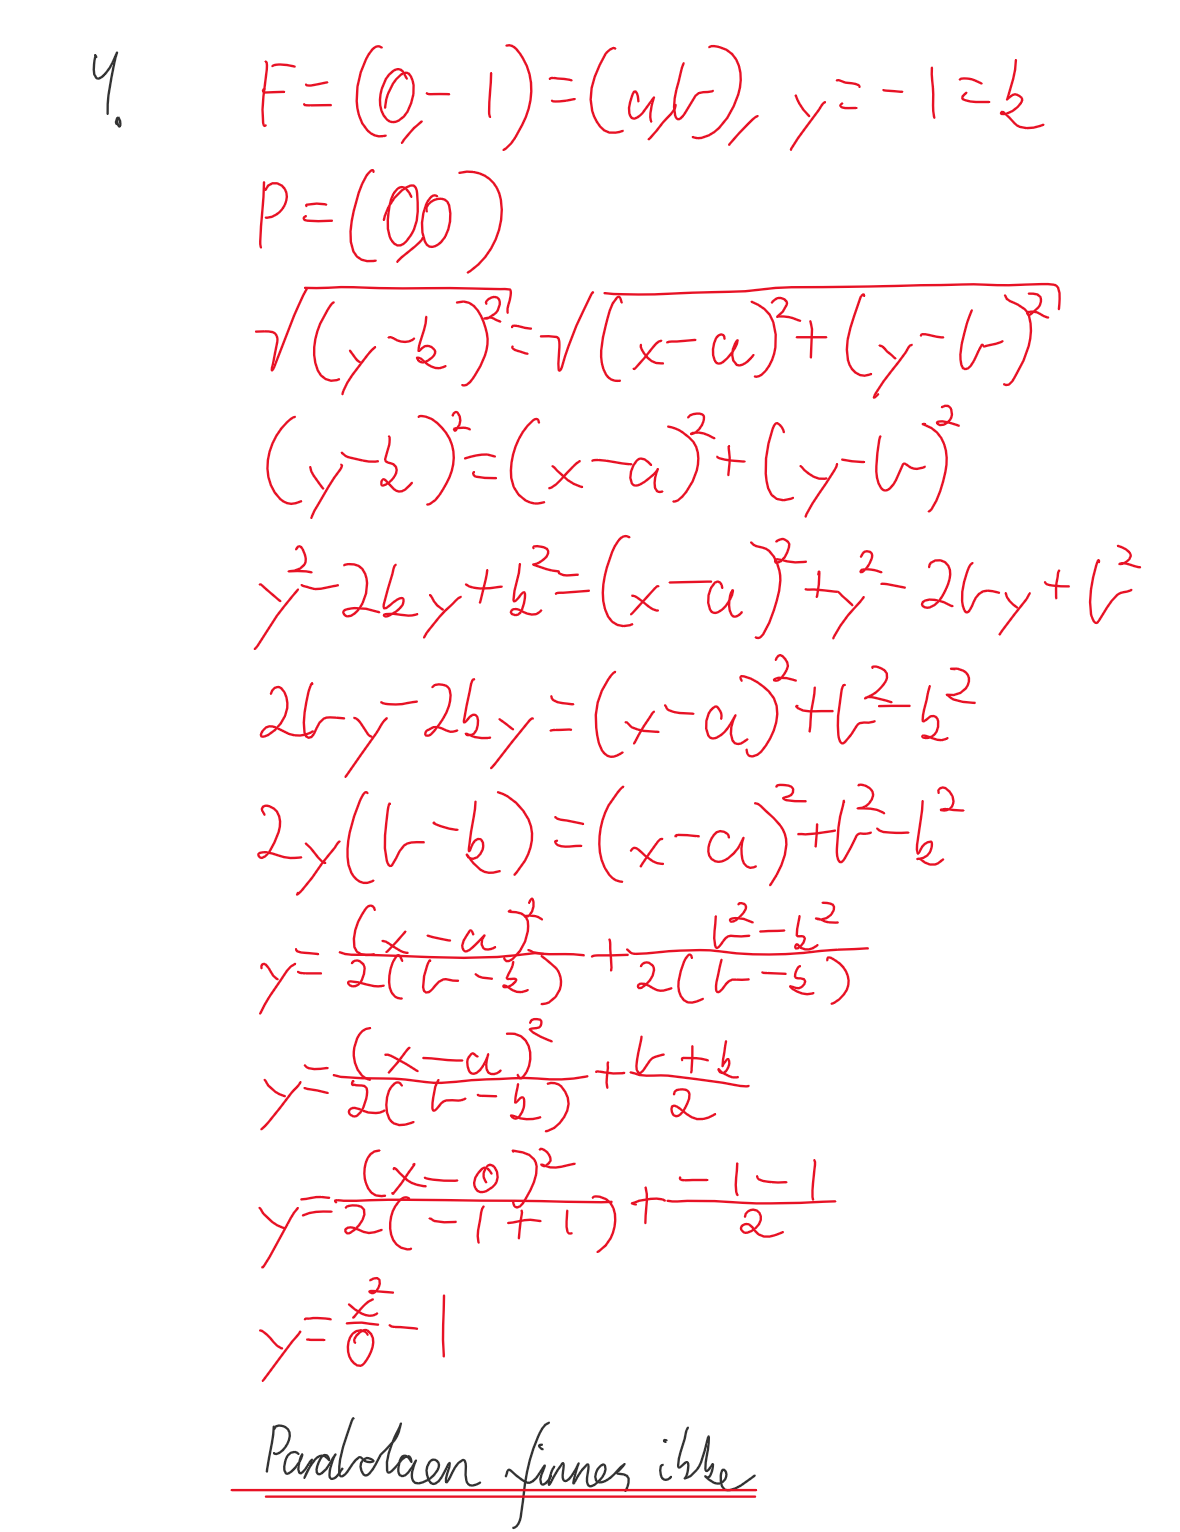 4. F = (0, -1) = (a, b), y = -1 = k
P = (0,0)
√(y-k)² = √(x-a)² + (y-b)²
(y-k)² = (x-a)² + (y-b)²
y² - 2ky + k² = (x-a)² + y² - 2by + b²
2by - 2ky = (x-a)² + b² - k²
2y(b-k) = (x-a)² + b² - k²
y = (x-a)²/2(b-k) + b²-k²/2(b-k)
y = (x-a)²/2(b-k) + b+k/2
y = (x-0)²/2(-1+1) + -1-1/2
y = x²/0 - 1
Parabolaen finnes ikke